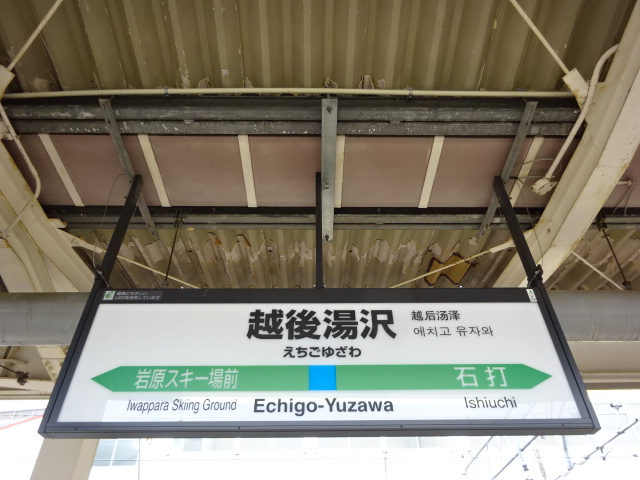 越後湯沢
越后汤泽
에치고 유자와
えちごゆざわ
岩原スキー場前
石打
Iwappara Skiing Ground
Echigo-Yuzawa
Ishiuchi